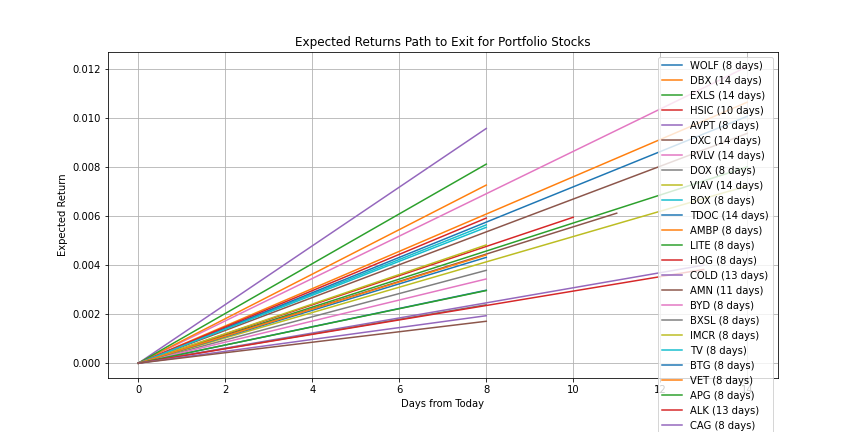 Expected Returns Path to Exit for Portfolio Stocks
Expected Return
0.012
0.010
0.008
0.006
0.004
0.002
0.000
WOLF (8 days)
DBX (14 days)
EXLS (14 days)
HSIC (10 days)
AVPT (8 days)
DXC (14 days)
RVLV (14 days)
DOX (8 days)
VIAV (14 days)
BOX (8 days)
TDOC (14 days)
AMBP (8 days)
LITE (8 days)
HOG (8 days)
COLD (13 days)
AMN (11 days)
BYD (8 days)
BXSL (8 days)
IMCR (8 days)
TV (8 days)
BTG (8 days)
VET (8 days)
APG (8 days)
ALK (13 days)
CAG (8 days)
0
2
4
6
8
10
12
14
Days from Today